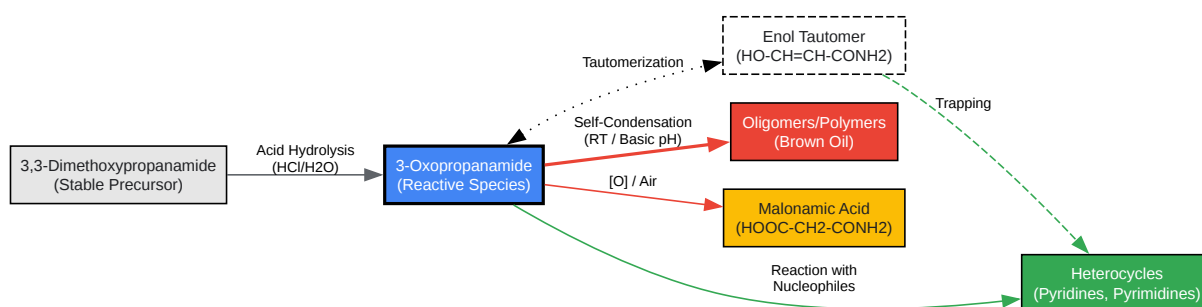 3,3-Dimethoxypropanamide
(Stable Precursor)
Acid Hydrolysis
(HCl/H2O)
3-Oxopropanamide
(Reactive Species)
Tautomerization
Enol Tautomer
(HO-CH=CH-CONH2)
Self-Condensation
(RT / Basic pH)
Oligomers/Polymers
(Brown Oil)
[O] / Air
Malonamic Acid
(HOOC-CH2-CONH2)
Trapping
Reaction with
Nucleophiles
Heterocycles
(Pyridines, Pyrimidines)